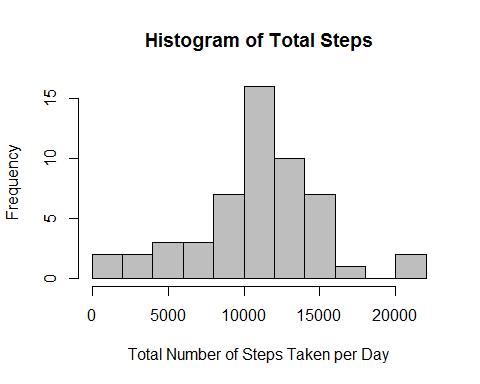 Histogram of Total Steps
Frequency
15
10
5
0
0 5000 10000 15000 20000
Total Number of Steps Taken per Day